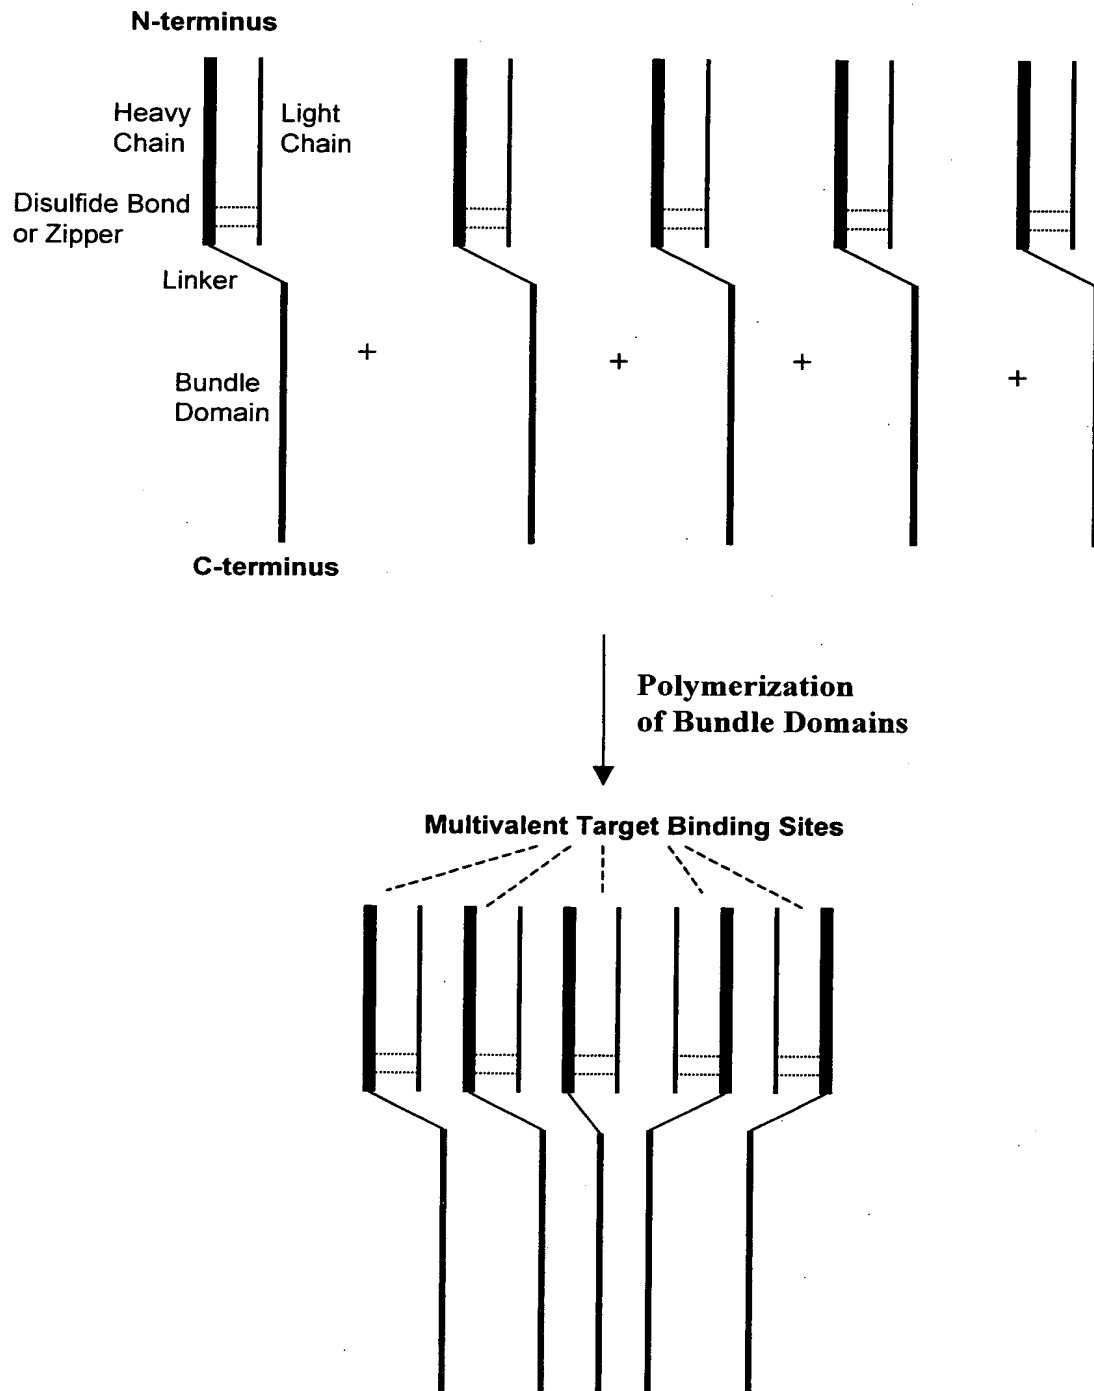 N-terminus
Heavy
Chain
Light
Chain
Disulfide Bond
or Zipper
Linker
+
+
+
+
Bundle
Domain
C-terminus
Polymerization
of Bundle Domains
Multivalent Target Binding Sites